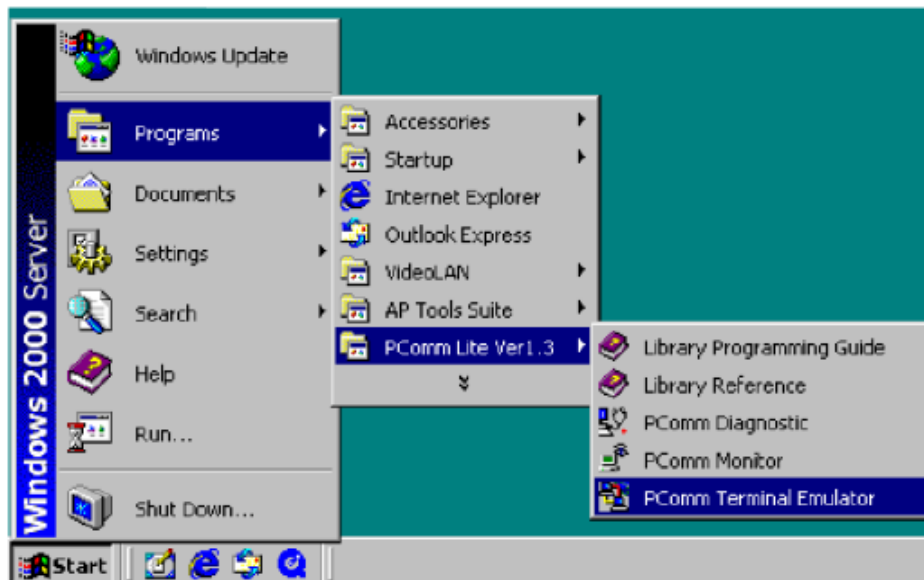 Windows 2000 Server
Windows Update
Programs
Documents
Settings
Search
Help
Run...
Shut Down...
Accessories
Startup
Internet Explorer
Outlook Express
VideoLAN
AP Tools Suite
PComm Lite Ver1.3
Library Programming Guide
Library Reference
PComm Diagnostic
PComm Monitor
PComm Terminal Emulator
Start